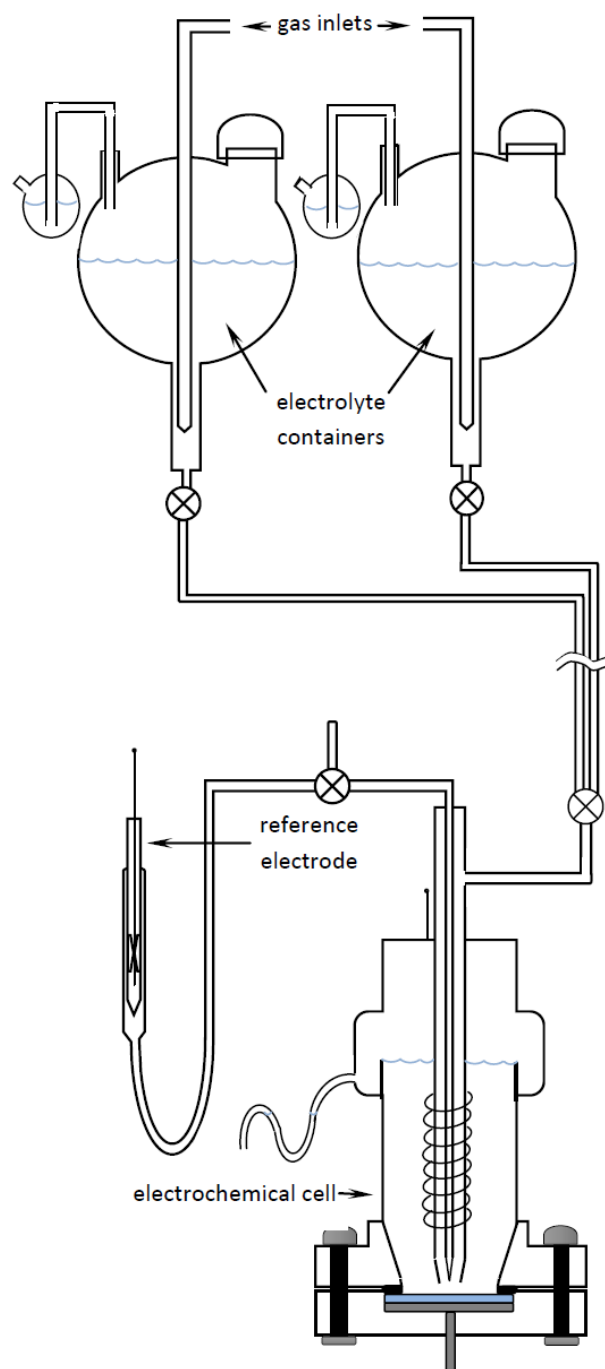 gas inlets
electrolyte
containers
reference
electrode
electrochemical cell